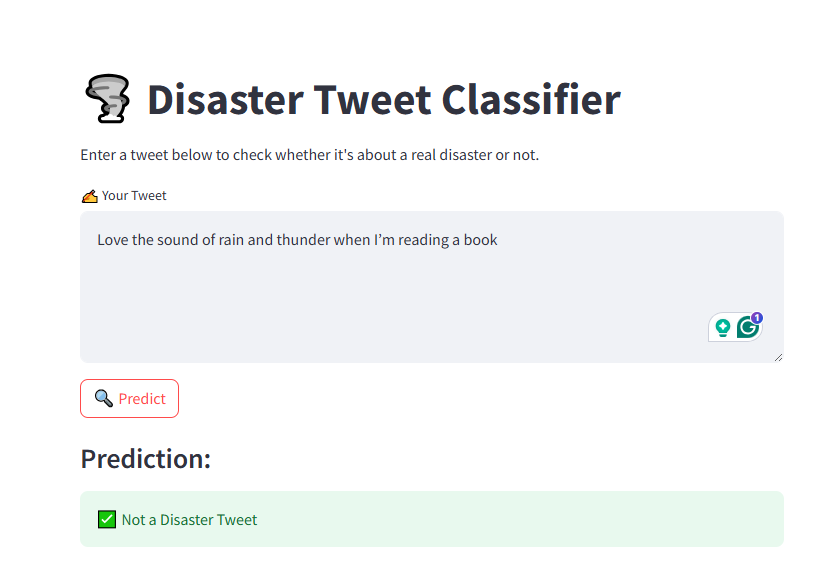 Disaster Tweet Classifier
Enter a tweet below to check whether it's about a real disaster or not.
Your Tweet
Love the sound of rain and thunder when I’m reading a book
1
Predict
Prediction:
Not a Disaster Tweet